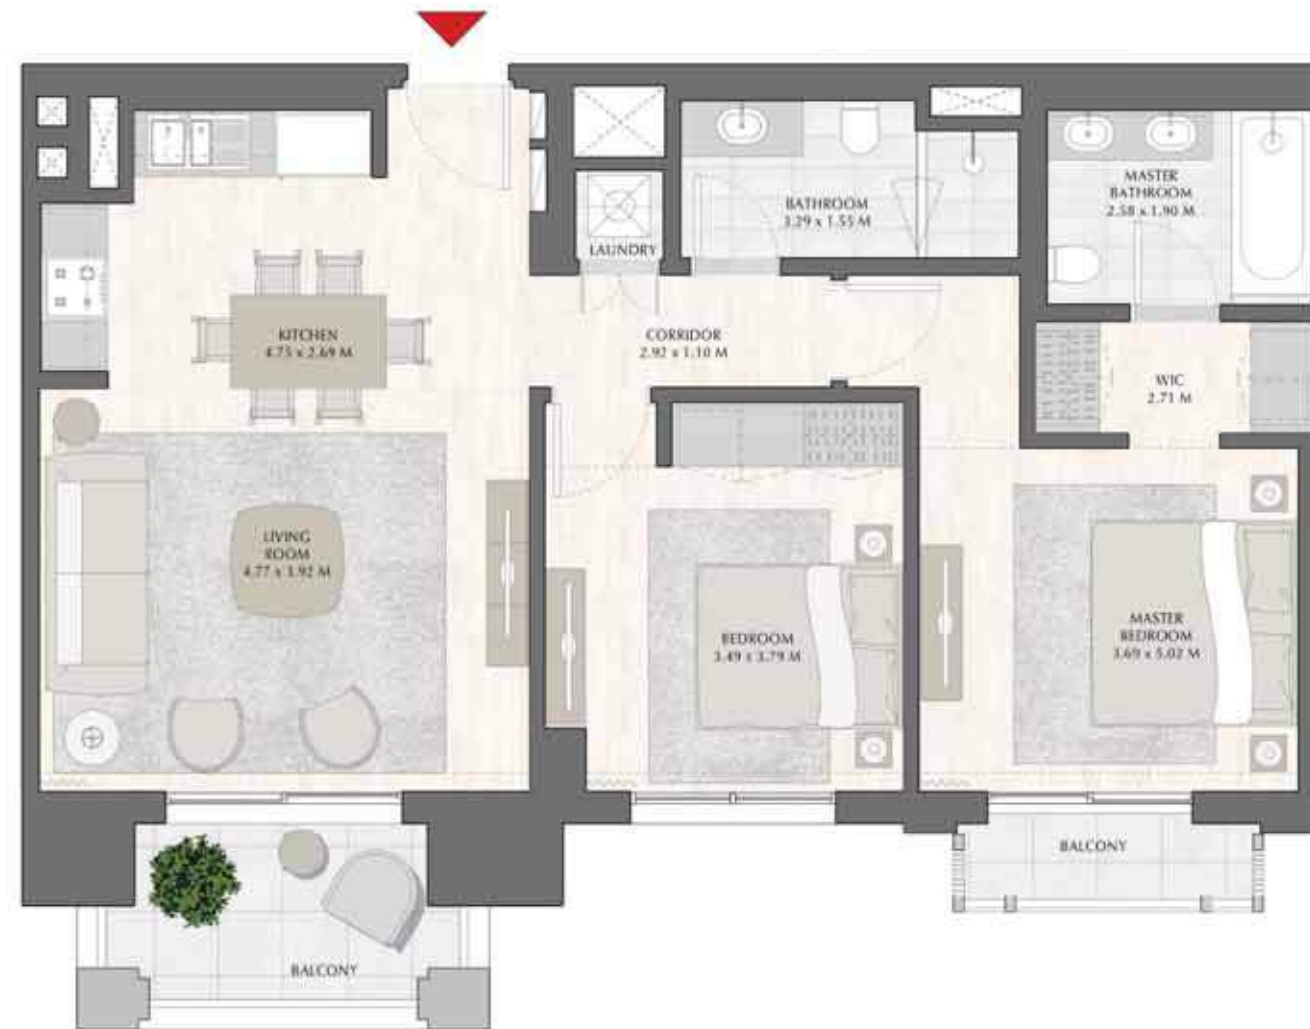 MASTER
BATHROOM
2.58 x 1.90 M
BATHROOM
3.29 x 1.55 M
LAUNDRY
KITCHEN
4.75 x 2.69 M
CORRIDOR
2.92 x 1.10 M
WIC
2.71 M
LIVING
ROOM
4.77 x 3.92 M
BEDROOM
3.49 x 3.79 M
MASTER
BEDROOM
3.69 x 5.02 M
BALCONY
BALCONY